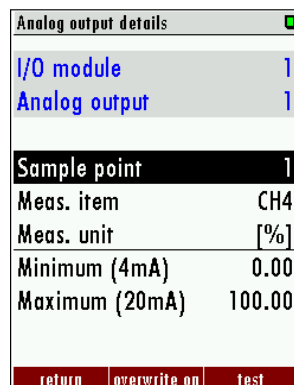 Analog output details
I/O module 1
Analog output 1
Sample point 1
Meas. item CH4
Meas. unit [%]
Minimum (4mA) 0.00
Maximum (20mA) 100.00
return overwrite on test